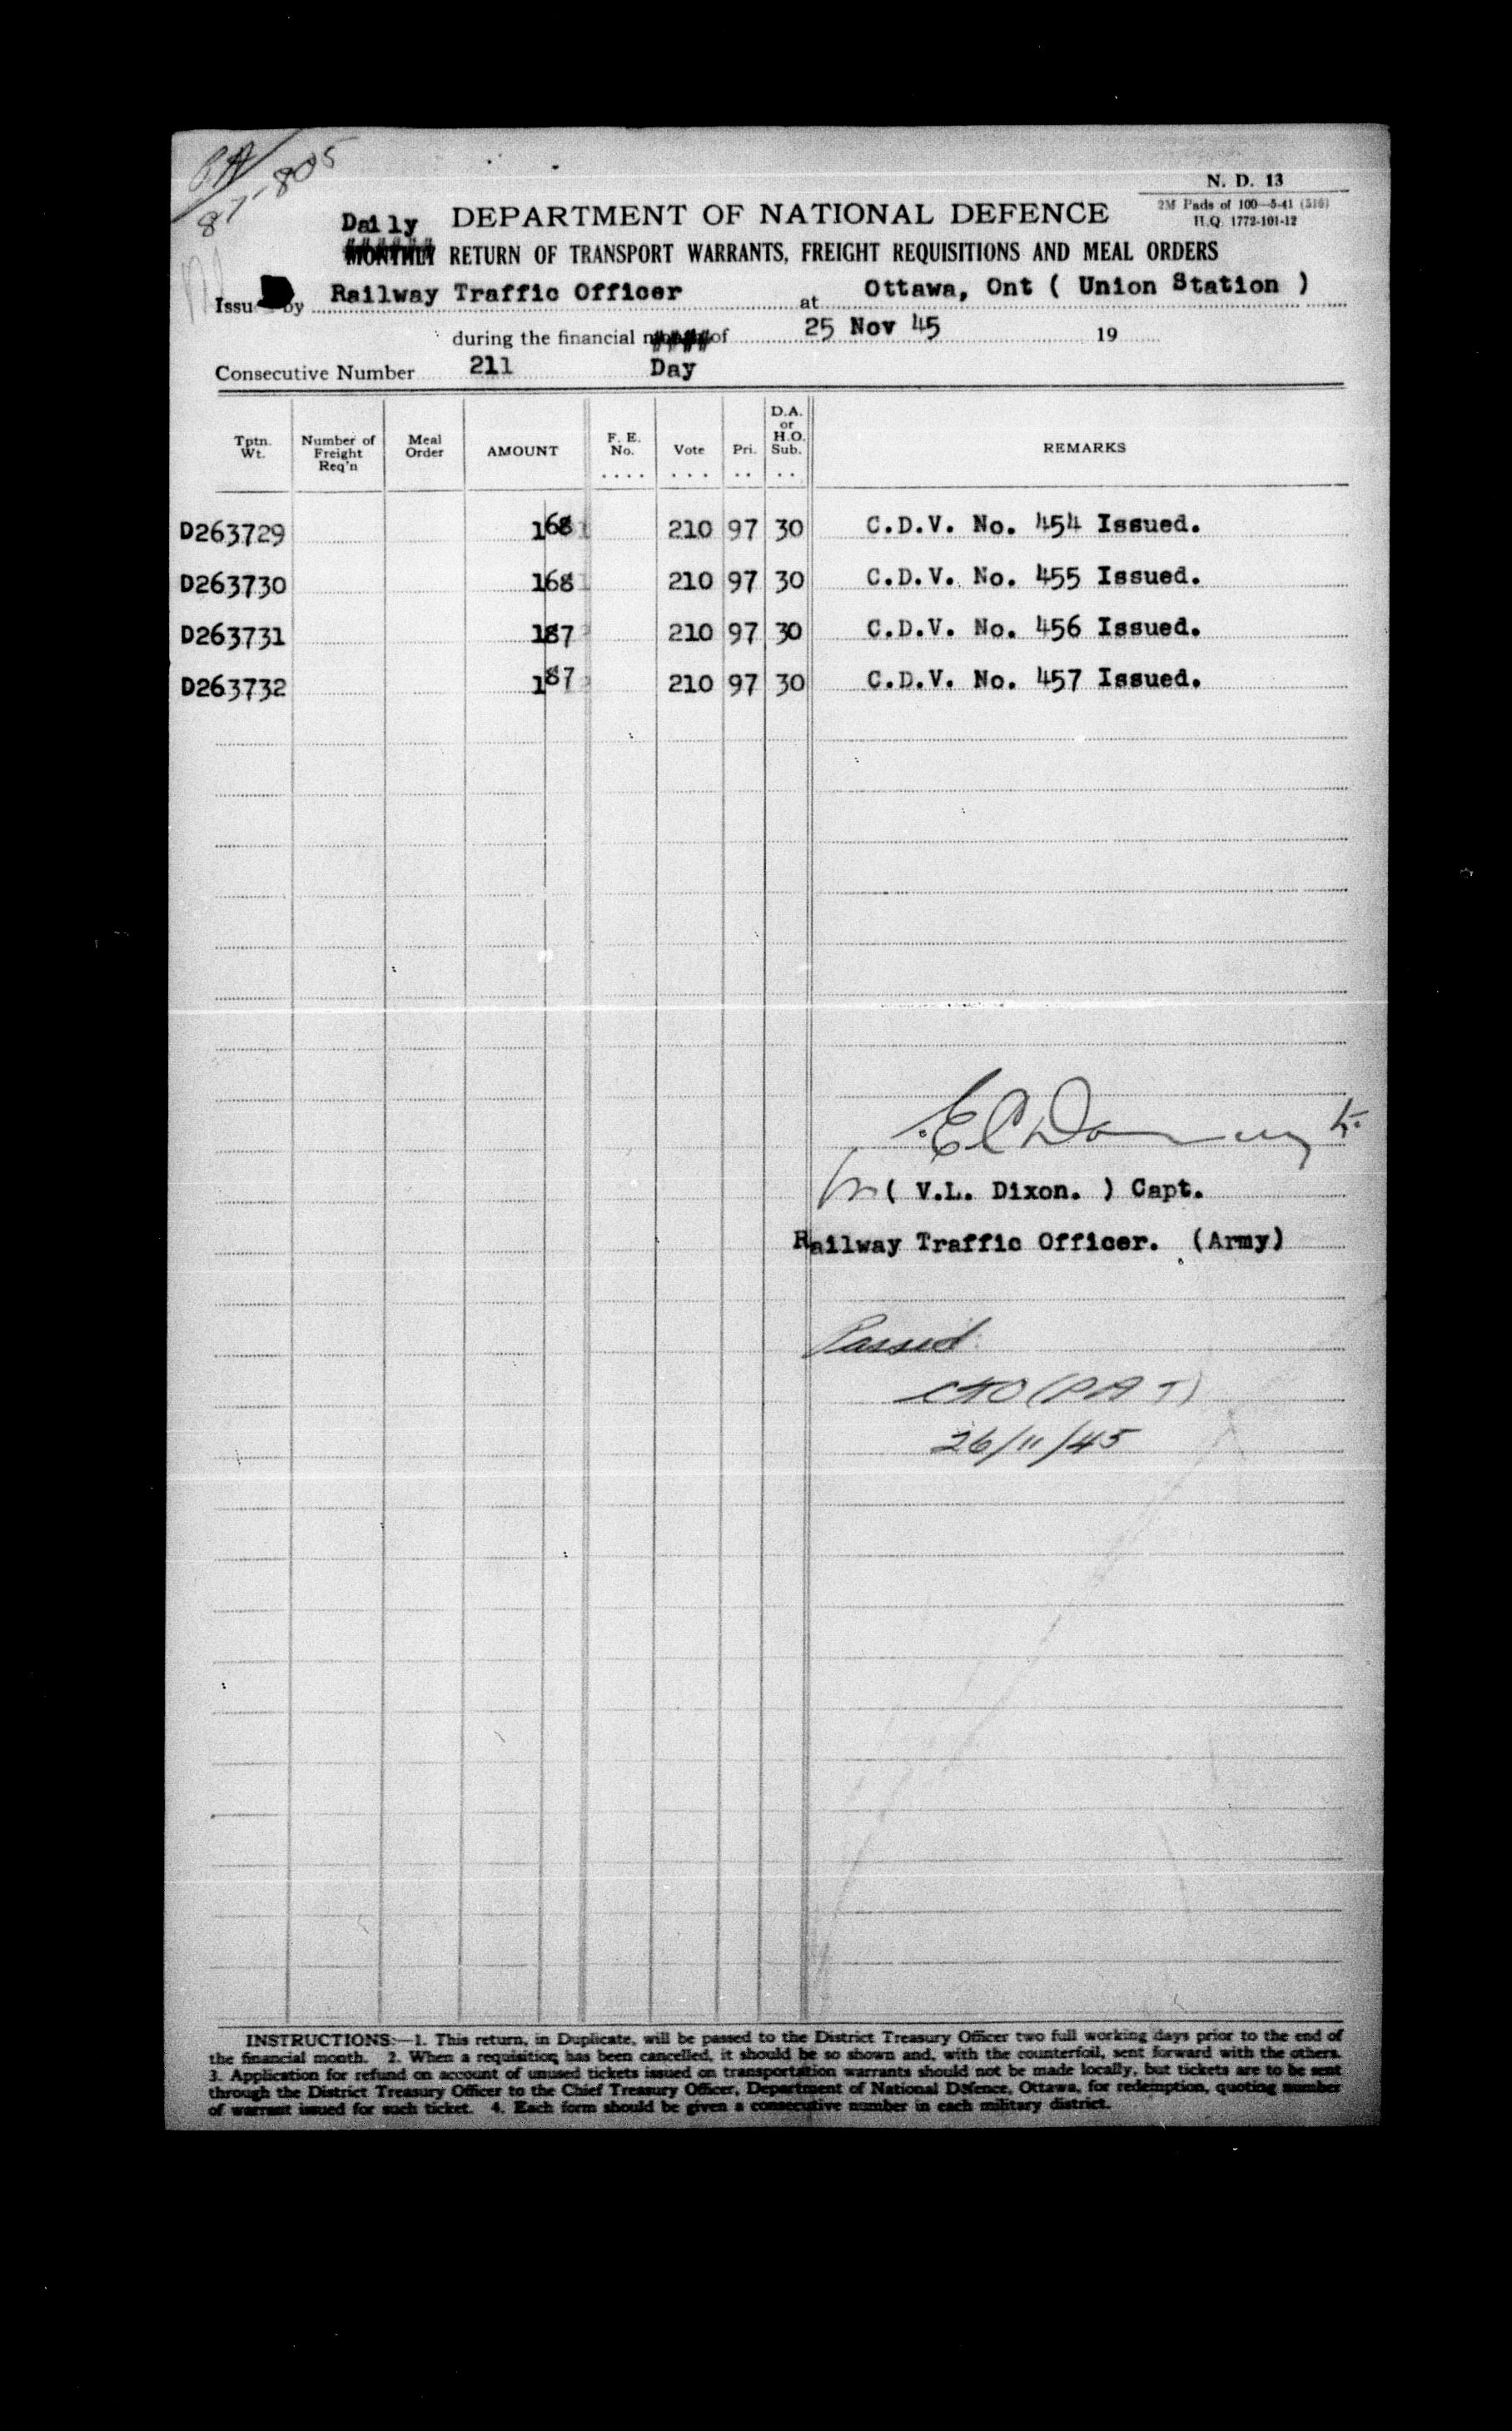 87-805
N. D. 13
2M Pads of 100—5-41 (510)
H.Q. 1772-101-12
Daily DEPARTMENT OF NATIONAL DEFENCE
MONTHLY RETURN OF TRANSPORT WARRANTS, FREIGHT REQUISITIONS AND MEAL ORDERS
Issu by Railway Traffic Officer at Ottawa, Ont ( Union Station )
during the financial month of 25 Nov 45 19
Consecutive Number 211 Day
Tptn. Wt. Number of Freight Req'n Meal Order AMOUNT F. E. No. Vote Pri. D.A. or H.O. Sub. REMARKS
D263729 168 210 97 30 C.D.V. No. 454 Issued.
D263730 168 210 97 30 C.D.V. No. 455 Issued.
D263731 187 210 97 30 C.D.V. No. 456 Issued.
D263732 187 210 97 30 C.D.V. No. 457 Issued.
for ( V.L. Dixon. ) Capt.
Railway Traffic Officer. (Army)
Passed
26/11/45
INSTRUCTIONS:—1. This return, in Duplicate, will be passed to the District Treasury Officer two full working days prior to the end of
the financial month. 2. When a requisition has been cancelled, it should be so shown and, with the counterfoil, sent forward with the others.
3. Application for refund on account of unused tickets issued on transportation warrants should not be made locally, but tickets are to be sent
through the District Treasury Officer to the Chief Treasury Officer, Department of National Defence, Ottawa, for redemption, quoting number
of warrant issued for such ticket. 4. Each form should be given a consecutive number in each military district.